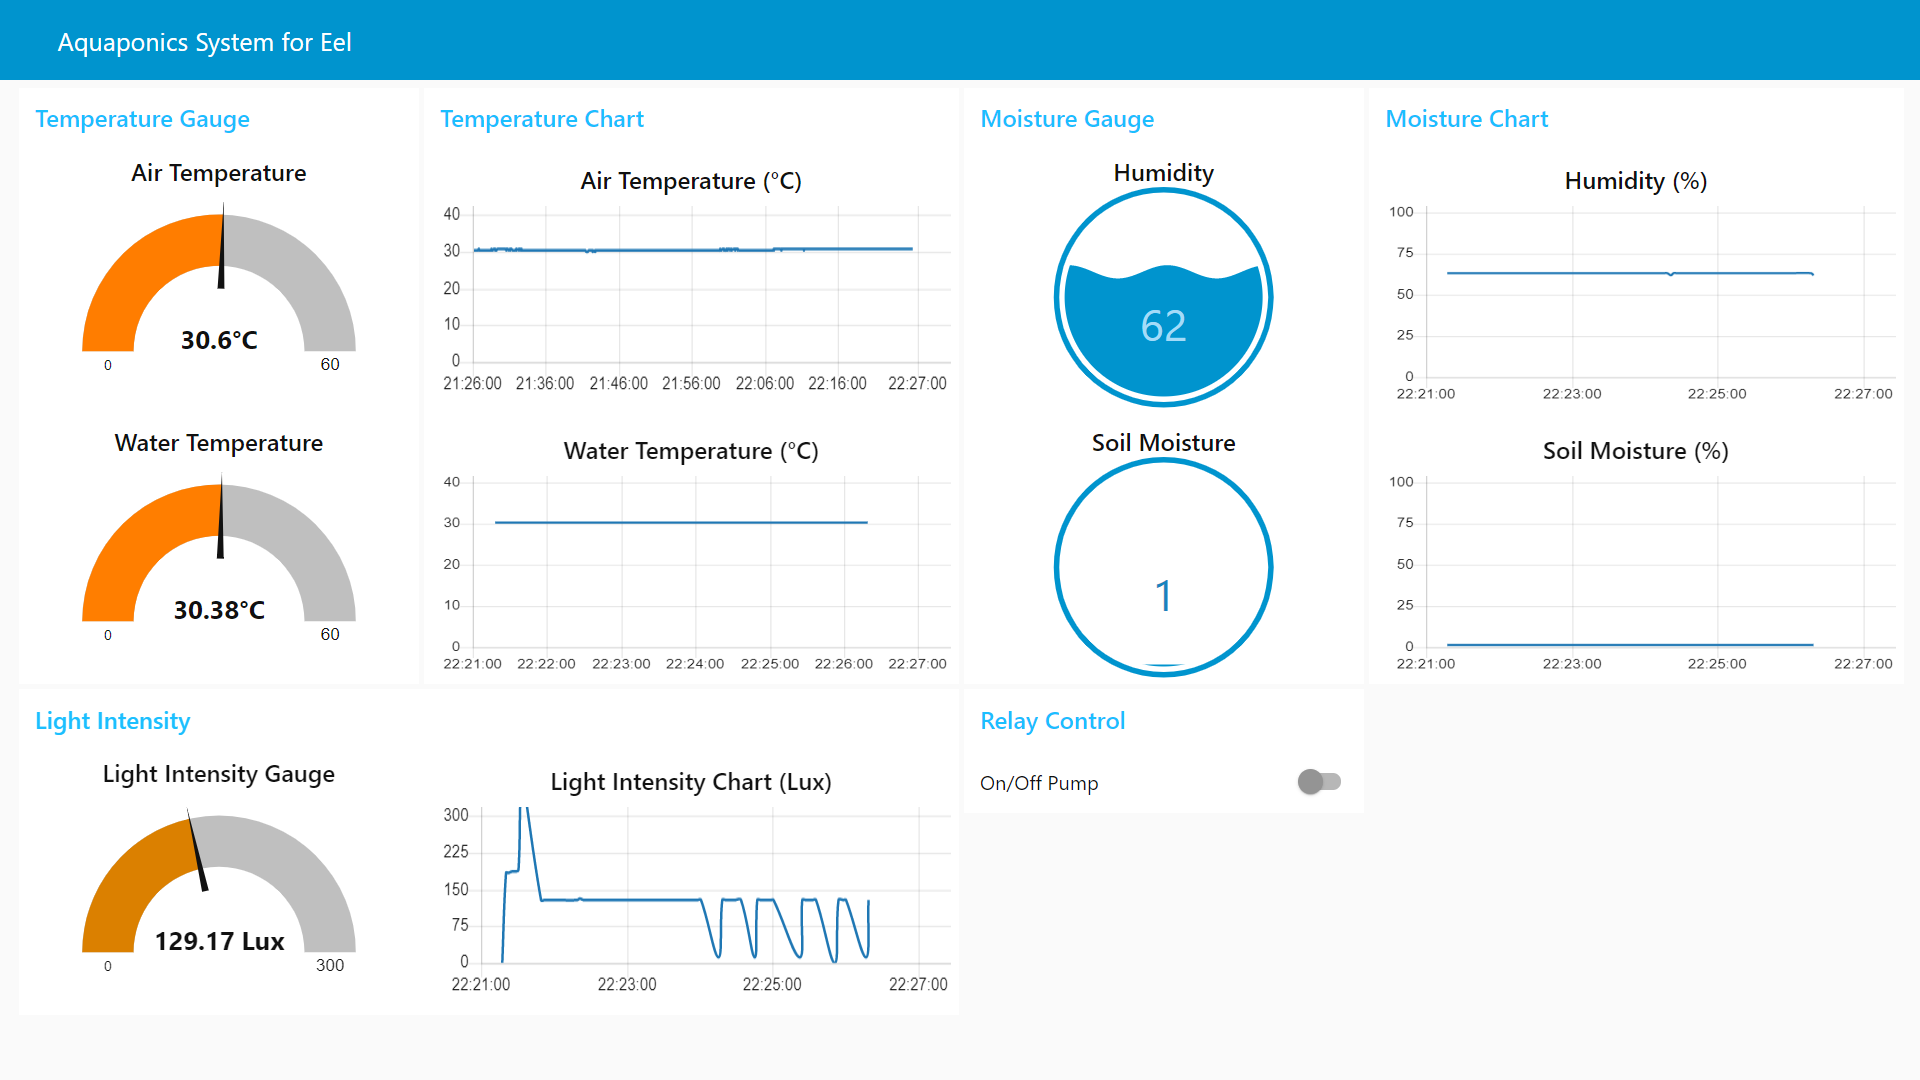 Aquaponics System for Eel
Temperature Gauge
Air Temperature
30.6°C
0
60
Water Temperature
30.38°C
0
60
Temperature Chart
Air Temperature (°C)
40
30
20
10
0
21:26:00 21:36:00 21:46:00 21:56:00 22:06:00 22:16:00 22:27:00
Water Temperature (°C)
40
30
20
10
0
22:21:00 22:22:00 22:23:00 22:24:00 22:25:00 22:26:00 22:27:00
Moisture Gauge
Humidity
62
Soil Moisture
1
Moisture Chart
Humidity (%)
100
75
50
25
0
22:21:00 22:23:00 22:25:00 22:27:00
Soil Moisture (%)
100
75
50
25
0
22:21:00 22:23:00 22:25:00 22:27:00
Light Intensity
Light Intensity Gauge
129.17 Lux
0
300
Light Intensity Chart (Lux)
300
225
150
75
0
22:21:00 22:23:00 22:25:00 22:27:00
Relay Control
On/Off Pump